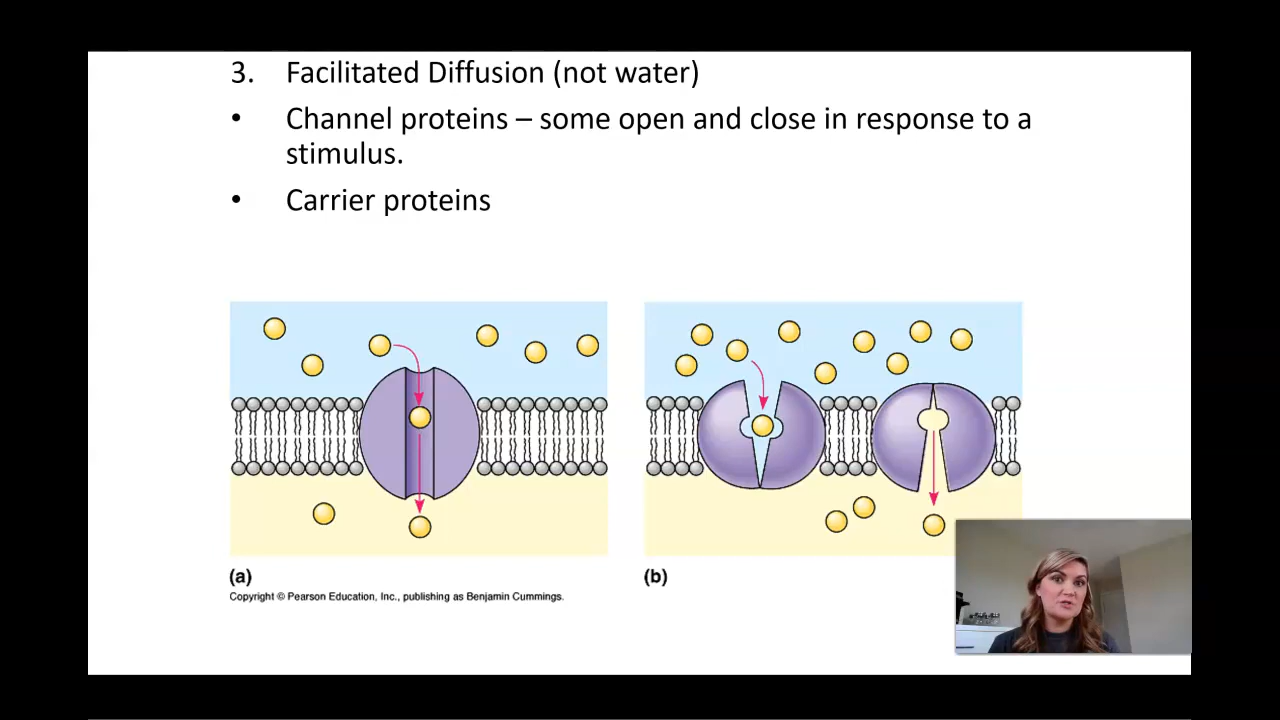 3. Facilitated Diffusion (not water)
• Channel proteins – some open and close in response to a
stimulus.
• Carrier proteins
(a)
(b)
Copyright © Pearson Education, Inc., publishing as Benjamin Cummings.